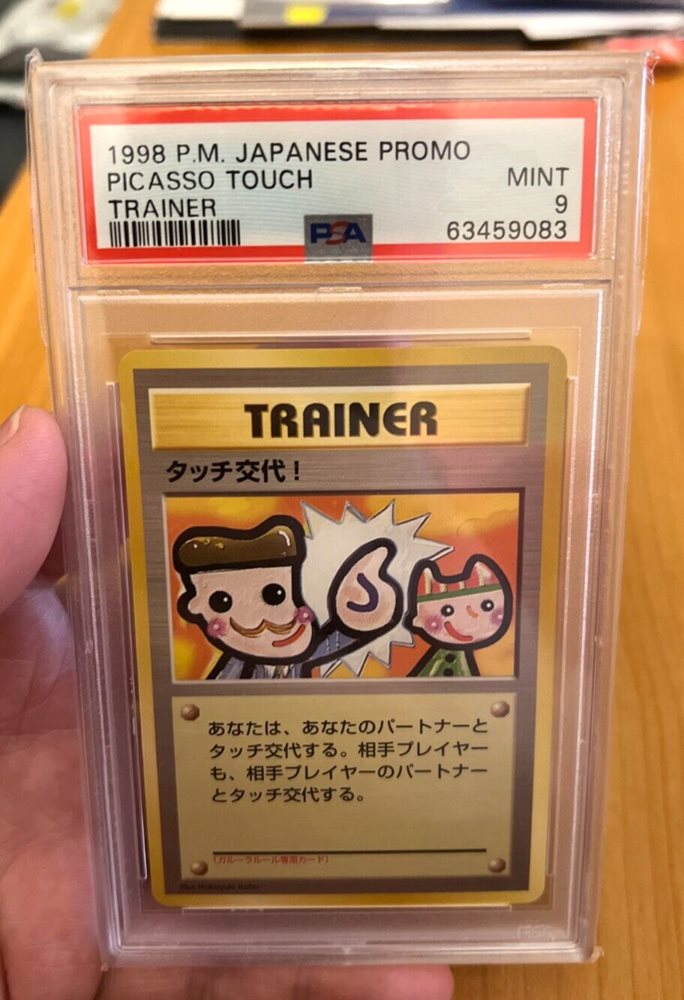 1998 P.M. JAPANESE PROMO
PICASSO TOUCH MINT
TRAINER 9
PSA 63459083
TRAINER
タッチ交代!
あなたは、あなたのパートナーと
タッチ交代する。相手プレイヤー
も、相手プレイヤーのパートナー
とタッチ交代する。
(ガルーラルール専用カード)